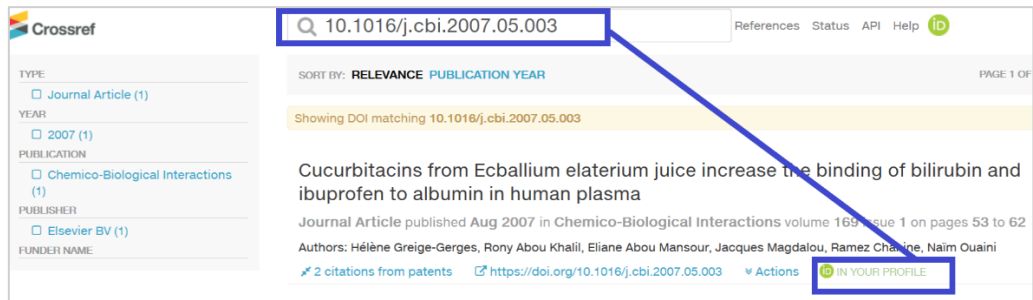 Crossref
10.1016/j.cbi.2007.05.003
References Status API Help iD
TYPE
Journal Article (1)
YEAR
2007 (1)
PUBLICATION
Chemico-Biological Interactions
(1)
PUBLISHER
Elsevier BV (1)
FUNDER NAME
SORT BY: RELEVANCE PUBLICATION YEAR
PAGE 1 OF
Showing DOI matching 10.1016/j.cbi.2007.05.003
Cucurbitacins from Ecballium elaterium juice increase the binding of bilirubin and
ibuprofen to albumin in human plasma
Journal Article published Aug 2007 in Chemico-Biological Interactions volume 169 issue 1 on pages 53 to 62
Authors: Hélène Greige-Gerges, Rony Abou Khalil, Eliane Abou Mansour, Jacques Magdalou, Ramez Chahine, Naïm Ouaini
2 citations from patents https://doi.org/10.1016/j.cbi.2007.05.003 Actions iD IN YOUR PROFILE